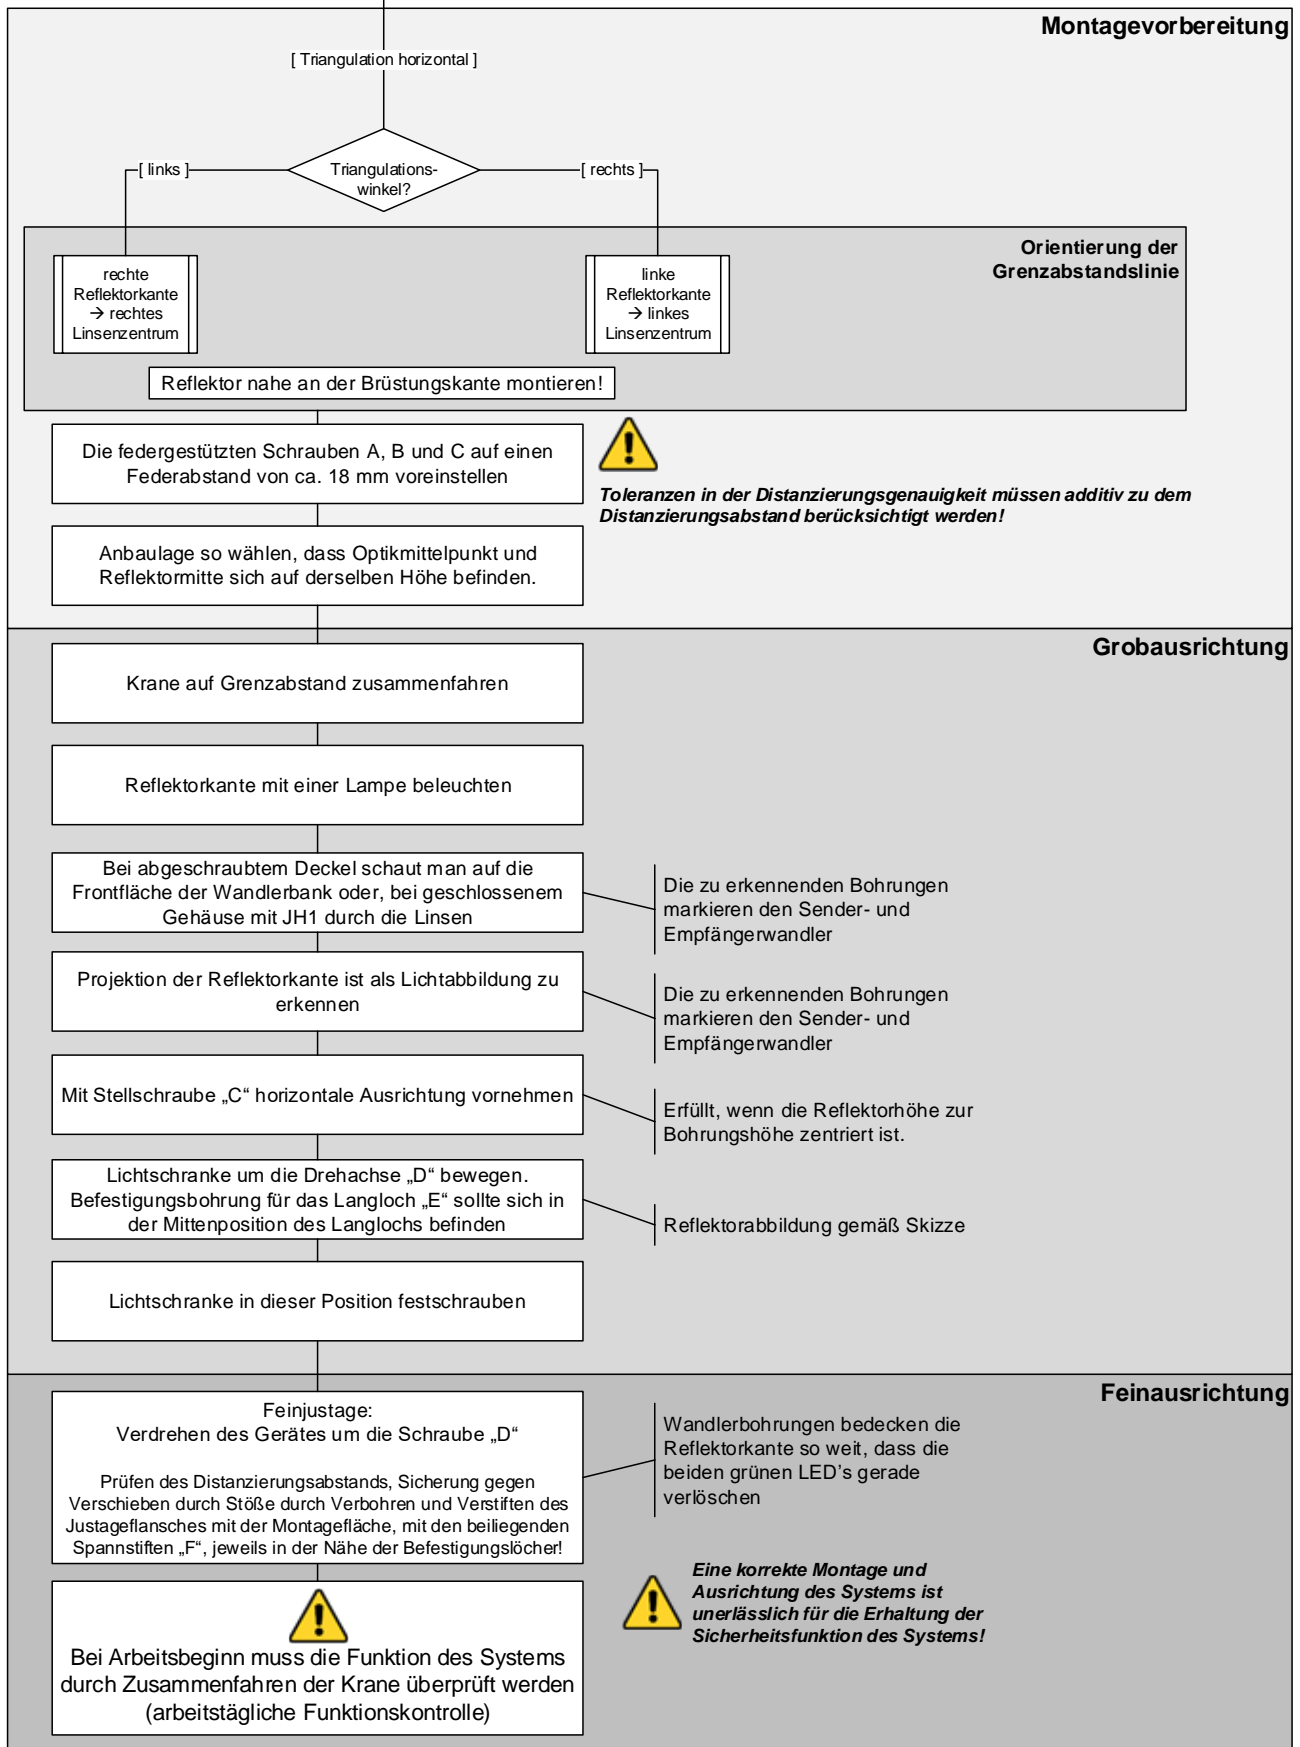 Montagevorbereitung
[ Triangulation horizontal ]
[ links ]
Triangulations-
winkel?
[ rechts ]
Orientierung der
Grenzabstandslinie
rechte
Reflektorkante
→ rechtes
Linsenzentrum
linke
Reflektorkante
→ linkes
Linsenzentrum
Reflektor nahe an der Brüstungskante montieren!
Die federgestützten Schrauben A, B und C auf einen
Federabstand von ca. 18 mm voreinstellen
Toleranzen in der Distanzierungsgenauigkeit müssen additiv zu dem
Distanzierungsabstand berücksichtigt werden!
Anbaulage so wählen, dass Optikmittelpunkt und
Reflektormitte sich auf derselben Höhe befinden.
Grobausrichtung
Krane auf Grenzabstand zusammenfahren
Reflektorkante mit einer Lampe beleuchten
Bei abgeschraubtem Deckel schaut man auf die
Frontfläche der Wandlerbank oder, bei geschlossenem
Gehäuse mit JH1 durch die Linsen
Die zu erkennenden Bohrungen
markieren den Sender- und
Empfängerwandler
Projektion der Reflektorkante ist als Lichtabbildung zu
erkennen
Die zu erkennenden Bohrungen
markieren den Sender- und
Empfängerwandler
Mit Stellschraube „C“ horizontale Ausrichtung vornehmen
Erfüllt, wenn die Reflektorhöhe zur
Bohrungshöhe zentriert ist.
Lichtschranke um die Drehachse „D“ bewegen.
Befestigungsbohrung für das Langloch „E“ sollte sich in
der Mittenposition des Langlochs befinden
Reflektorabbildung gemäß Skizze
Lichtschranke in dieser Position festschrauben
Feinausrichtung
Feinjustage:
Verdrehen des Gerätes um die Schraube „D“
Prüfen des Distanzierungsabstands, Sicherung gegen
Verschieben durch Stöße durch Verbohren und Verstiften des
Justageflansches mit der Montagefläche, mit den beiliegenden
Spannstiften „F“, jeweils in der Nähe der Befestigungslöcher!
Wandlerbohrungen bedecken die
Reflektorkante so weit, dass die
beiden grünen LED’s gerade
verlöschen
Eine korrekte Montage und
Ausrichtung des Systems ist
unerlässlich für die Erhaltung der
Sicherheitsfunktion des Systems!
Bei Arbeitsbeginn muss die Funktion des Systems
durch Zusammenfahren der Krane überprüft werden
(arbeitstägliche Funktionskontrolle)